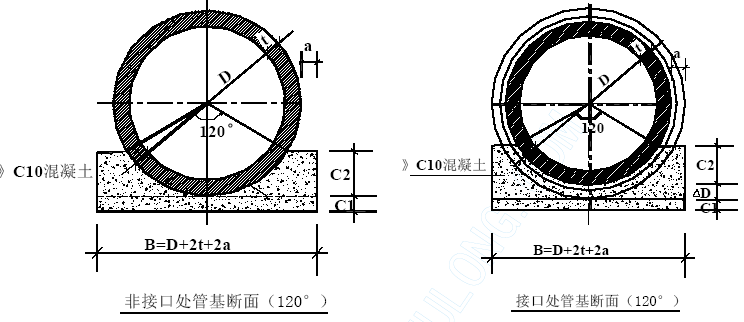 a
t
D
120°
》C10混凝土
C2
C1
B=D+2t+2a
非接口处管基断面（120°）
a
t
D
120
》C10混凝土
C2
△D
C1
B=D+2t+2a
接口处管基断面（120°）